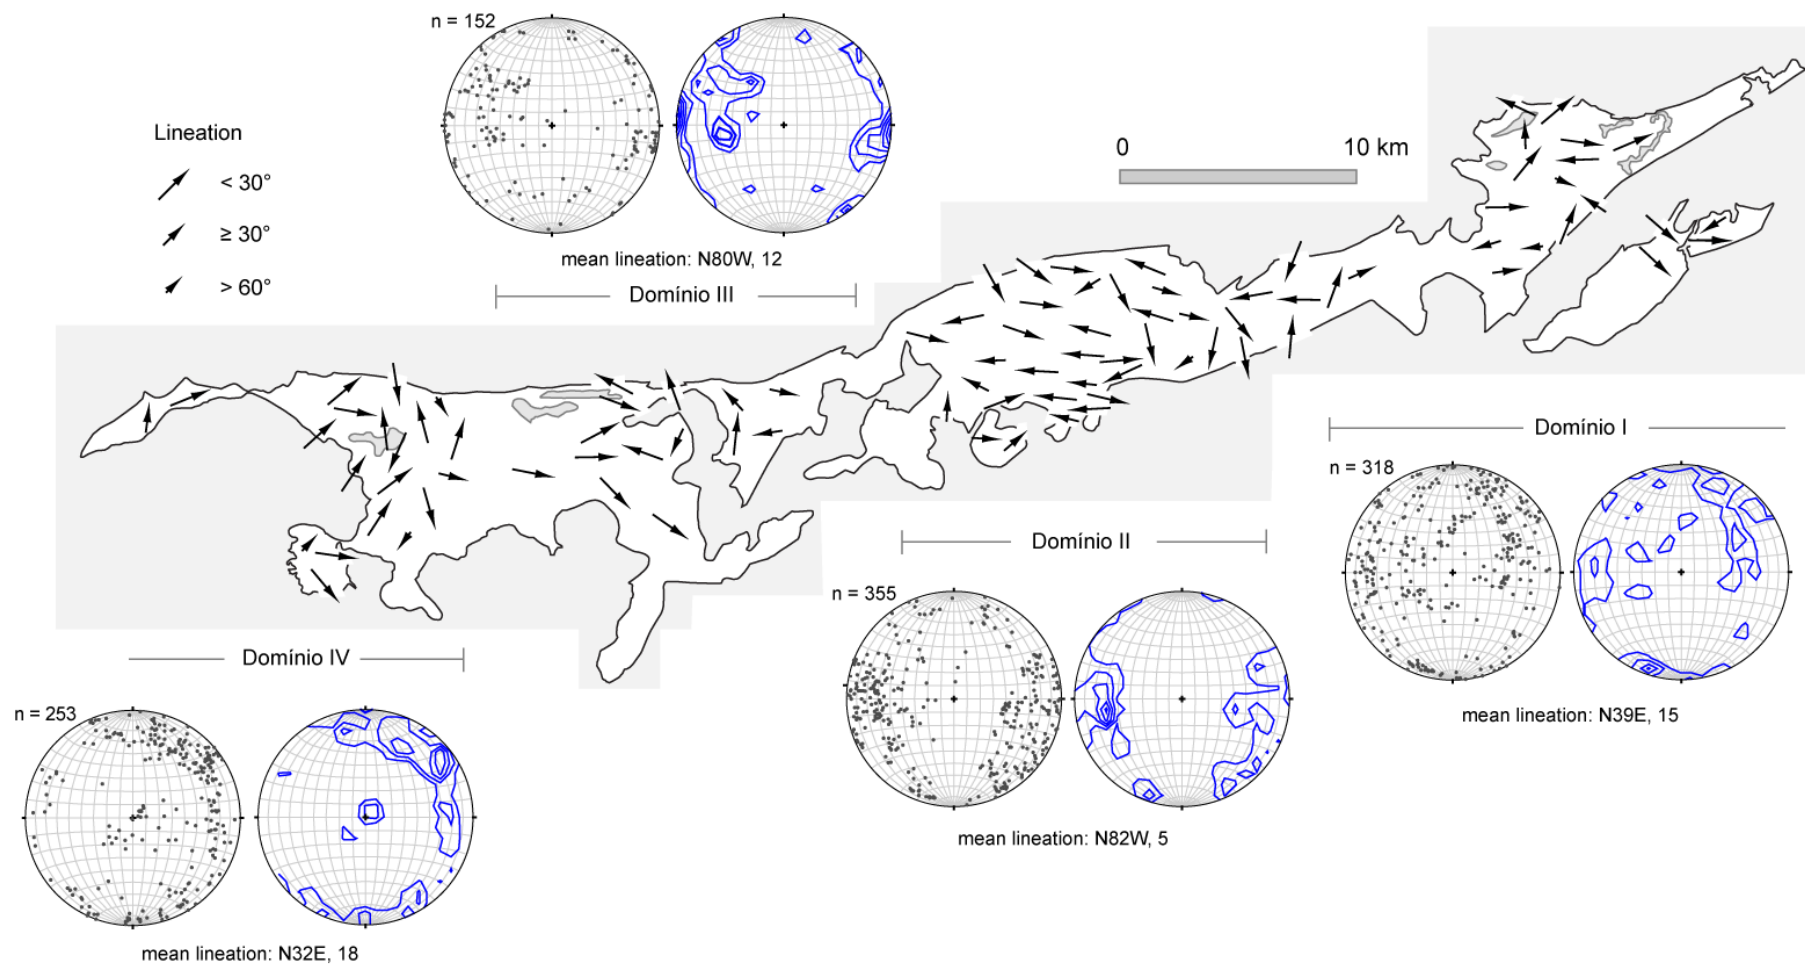 n = 152
Lineation
< 30°
≥ 30°
> 60°
mean lineation: N80W, 12
Domínio III
0 10 km
Domínio I
n = 318
mean lineation: N39E, 15
Domínio II
n = 355
mean lineation: N82W, 5
Domínio IV
n = 253
mean lineation: N32E, 18